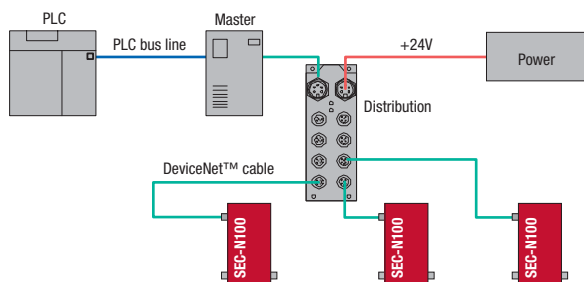 PLC
Master
PLC bus line
+24V
Power
Distribution
DeviceNet™ cable
SEC-N100
SEC-N100
SEC-N100